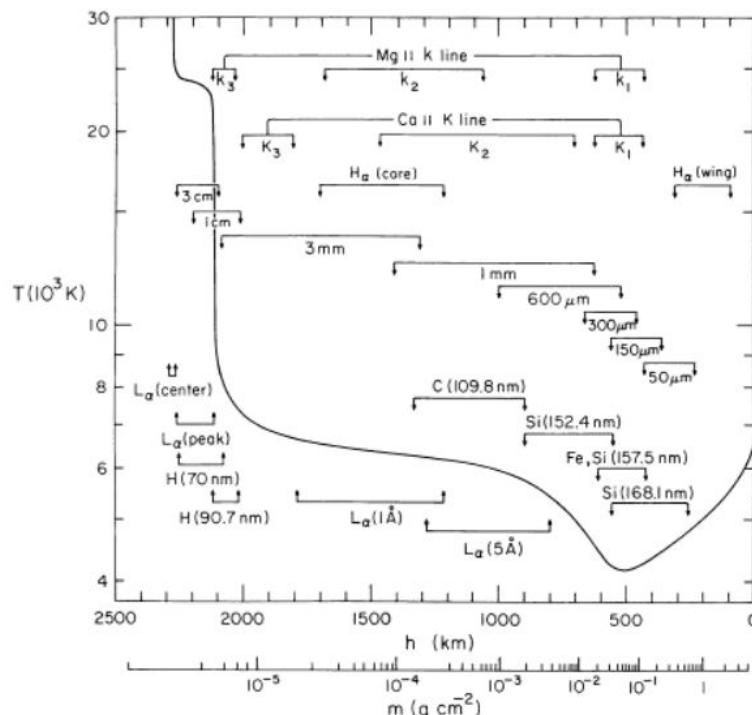 30
Mg II k line
k3 k2 k1
Ca II K line
20
K3 K2 K1
Hα (core) Hα (wing)
3 cm
1 cm
3 mm
1 mm
T(10³ K)
600 μm
10
300 μm
150 μm
50 μm
8
Lα (center)
C (109.8 nm)
Lα (peak)
Si (152.4 nm)
6
H (70 nm)
Fe, Si (157.5 nm)
Si (168.1 nm)
H (90.7 nm)
Lα (1 Å)
Lα (5 Å)
4
2500 2000 1500 1000 500 0
h (km)
10⁻⁵ 10⁻⁴ 10⁻³ 10⁻² 10⁻¹ 1
m (g cm⁻²)